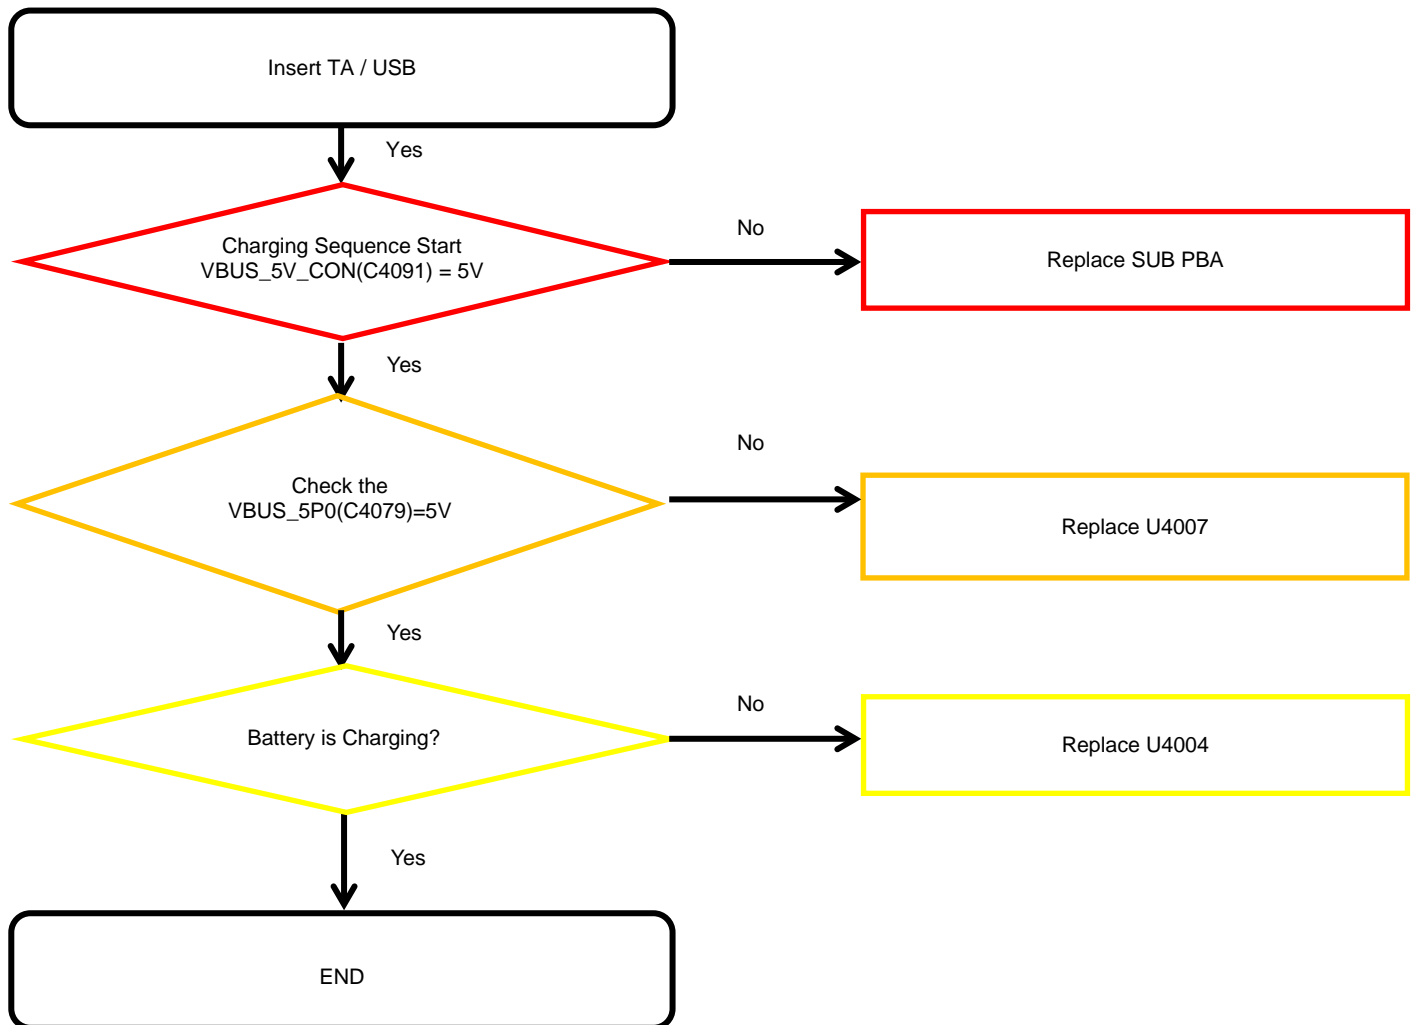 Insert TA / USB
Yes
Charging Sequence Start
VBUS_5V_CON(C4091) = 5V
No
Replace SUB PBA
Yes
Check the
VBUS_5P0(C4079)=5V
No
Replace U4007
Yes
Battery is Charging?
No
Replace U4004
Yes
END